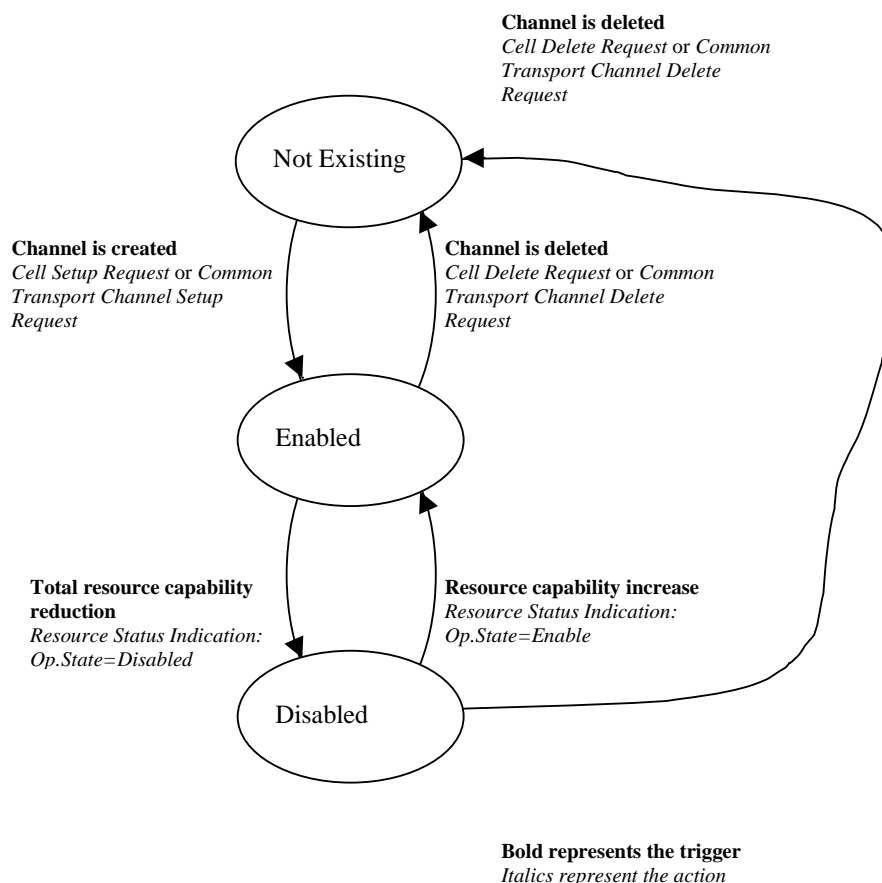 Channel is deleted
Cell Delete Request or Common
Transport Channel Delete
Request
Not Existing
Channel is created
Cell Setup Request or Common
Transport Channel Setup
Request
Channel is deleted
Cell Delete Request or Common
Transport Channel Delete
Request
Enabled
Total resource capability
reduction
Resource Status Indication:
Op.State=Disabled
Resource capability increase
Resource Status Indication:
Op.State=Enable
Disabled
Bold represents the trigger
Italics represent the action